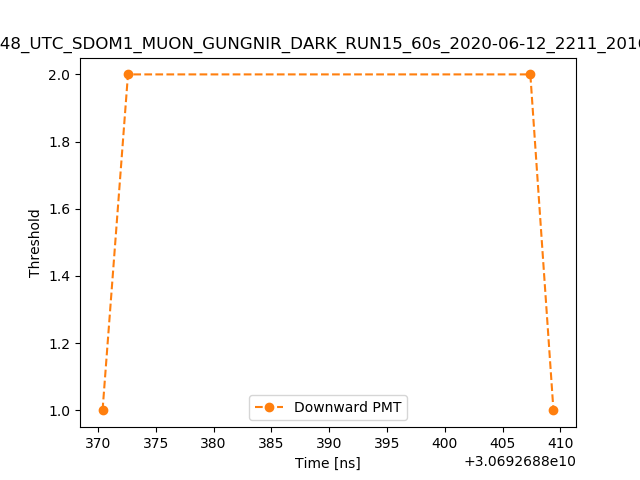 48_UTC_SDOM1_MUON_GUNGNIR_DARK_RUN15_60s_2020-06-12_2211_2016
2.0
1.8
1.6
1.4
1.2
1.0
Threshold
Downward PMT
370 375 380 385 390 395 400 405 410
Time [ns]
+3.0692688e10